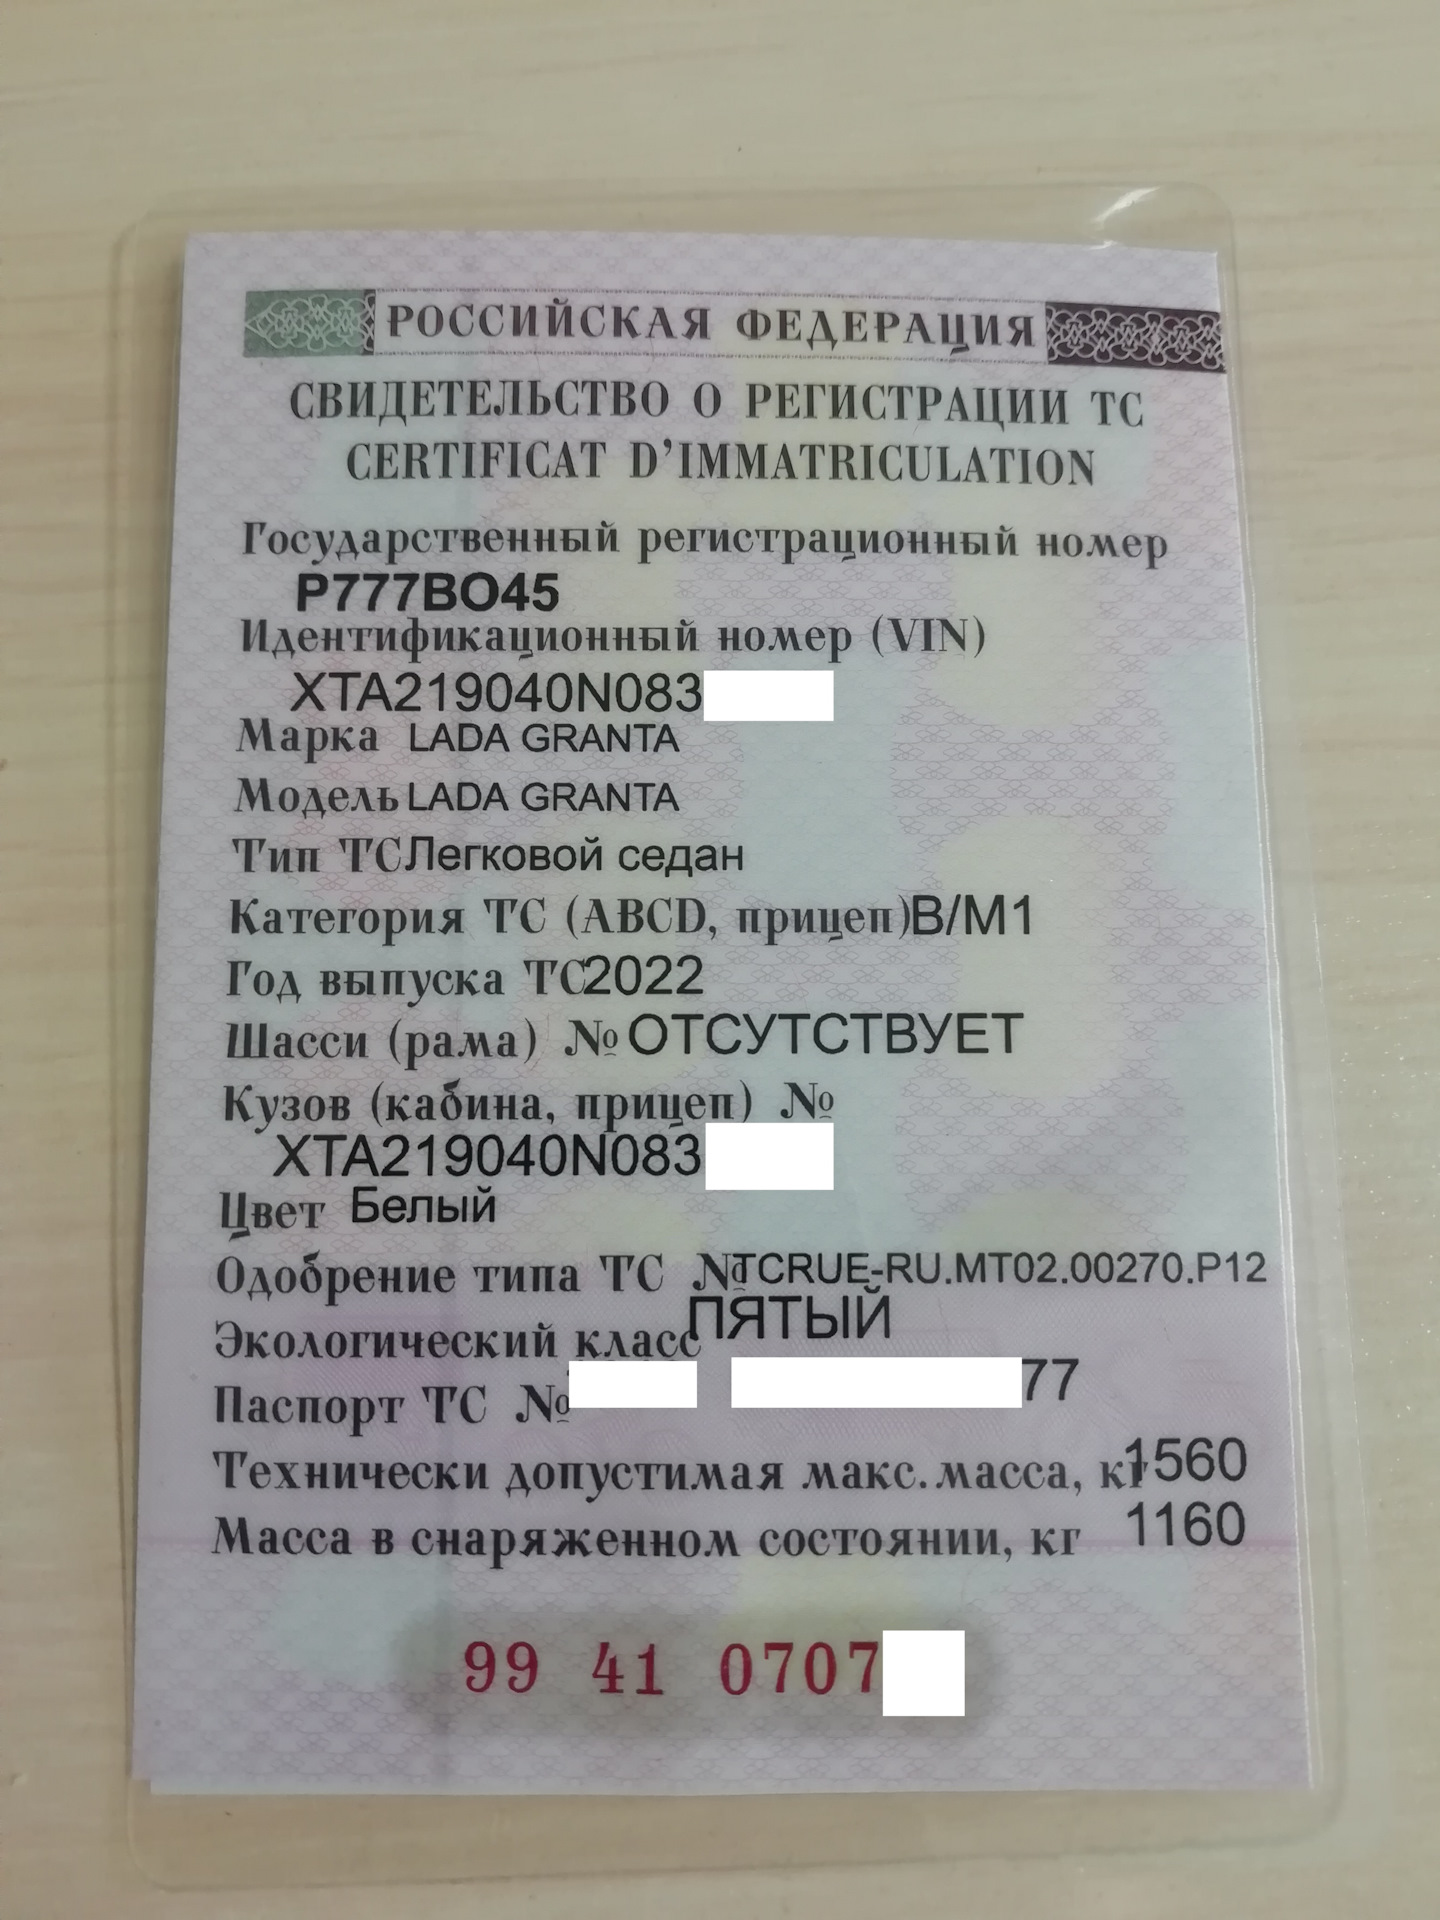 РОССИЙСКАЯ ФЕДЕРАЦИЯ
СВИДЕТЕЛЬСТВО О РЕГИСТРАЦИИ ТС
CERTIFICAT D'IMMATRICULATION
Государственный регистрационный номер
Р777ВО45
Идентификационный номер (VIN)
XTA219040N083
Марка LADA GRANTA
Модель LADA GRANTA
Тип ТС Легковой седан
Категория ТС (ABCD, прицеп) B/M1
Год выпуска ТС 2022
Шасси (рама) № ОТСУТСТВУЕТ
Кузов (кабина, прицеп) №
XTA219040N083
Цвет Белый
Одобрение типа ТС № TCRUE-RU.MT02.00270.P12
Экологический класс ПЯТЫЙ
Паспорт ТС № 77
Технически допустимая макс.масса, кг 1560
Масса в снаряженном состоянии, кг 1160
99 41 0707